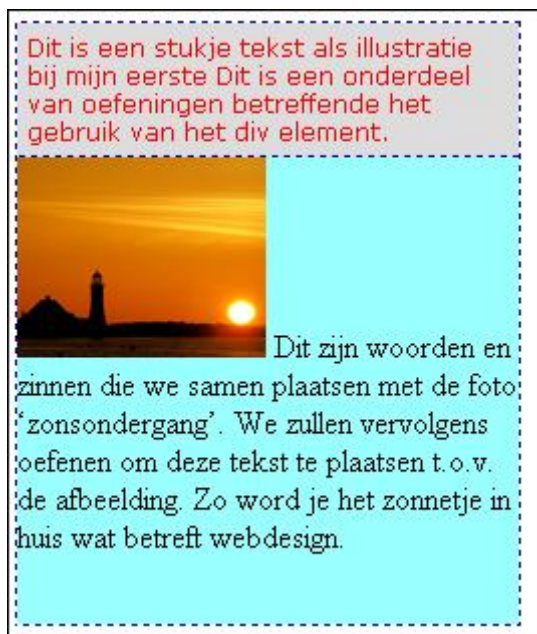 Dit is een stukje tekst als illustratie
bij mijn eerste Dit is een onderdeel
van oefeningen betreffende het
gebruik van het div element.
Dit zijn woorden en
zinnen die we samen plaatsen met de foto
‘zonsondergang’. We zullen vervolgens
oefenen om deze tekst te plaatsen t.o.v.
de afbeelding. Zo word je het zonnetje in
huis wat betreft webdesign.